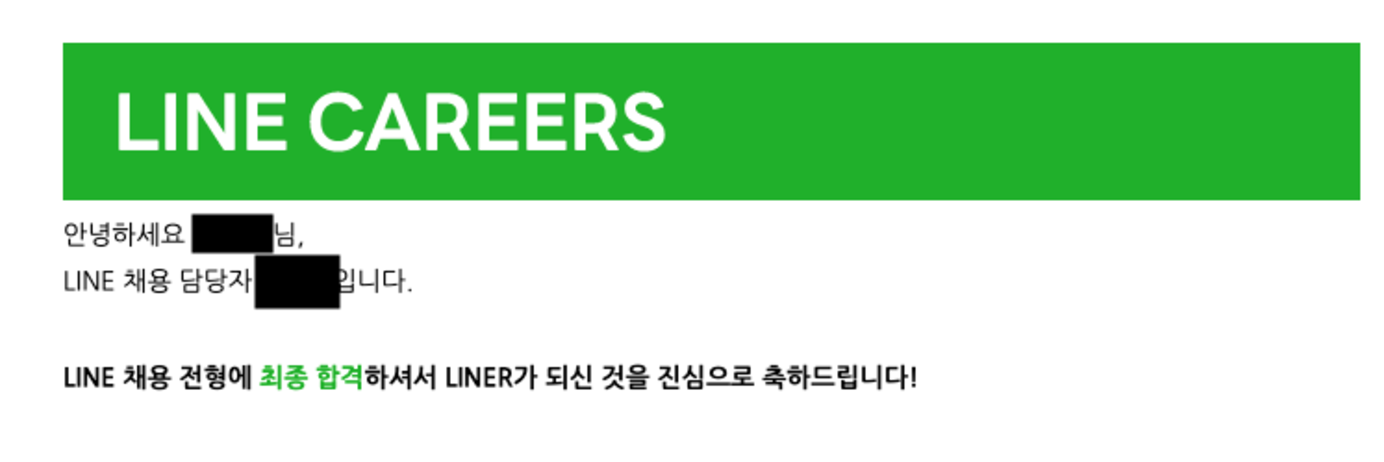 LINE CAREERS
안녕하세요 님,
LINE 채용 담당자 입니다.
LINE 채용 전형에 최종 합격하셔서 LINER가 되신 것을 진심으로 축하드립니다!